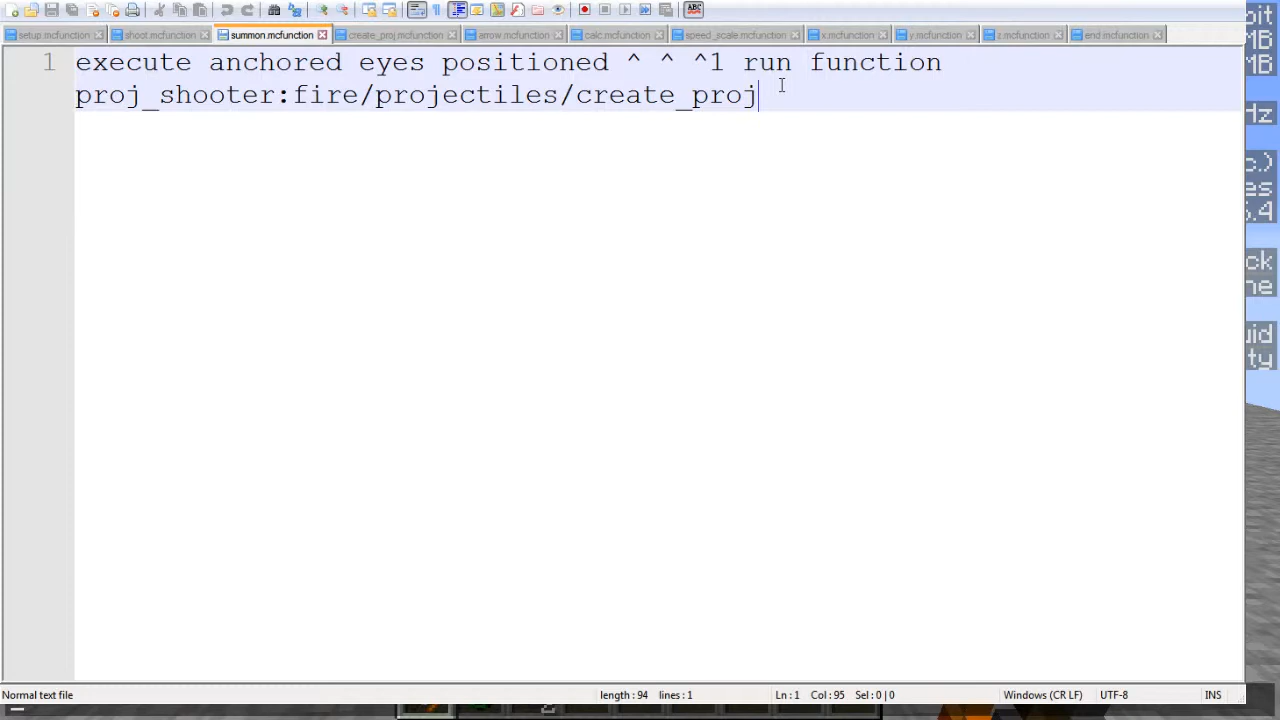 setup.mcfunction shoot.mcfunction summon.mcfunction create_proj.mcfunction arrow.mcfunction calc.mcfunction speed_scale.mcfunction x.mcfunction y.mcfunction z.mcfunction end.mcfunction
1 execute anchored eyes positioned ^ ^ ^1 run function
proj_shooter:fire/projectiles/create_proj
Normal text file length : 94 lines : 1 Ln : 1 Col : 95 Sel : 0 | 0 Windows (CR LF) UTF-8 INS